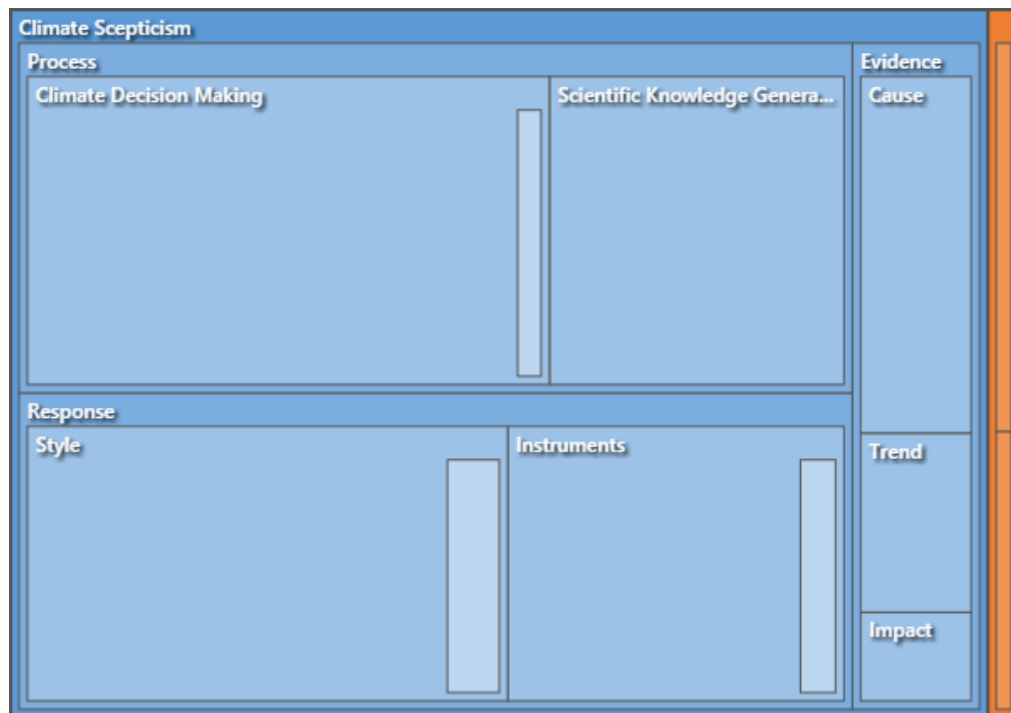 Climate Scepticism
Process
Evidence
Climate Decision Making
Scientific Knowledge Genera...
Cause
Response
Style
Instruments
Trend
Impact